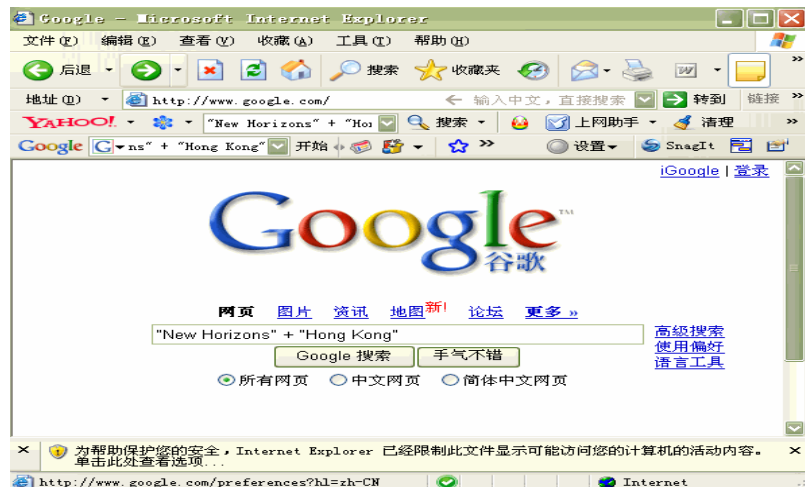 Google - Microsoft Internet Explorer
文件(F) 编辑(E) 查看(V) 收藏(A) 工具(T) 帮助(H)
后退 搜索 收藏夹 W »
地址(D) http://www.google.com/ ← 输入中文，直接搜索 转到 链接 »
YAHOO! "New Horizons" + "Ho 搜索 上网助手 清理 »
Google G ns" + "Hong Kong" 开始 » 设置 SnagIt
iGoogle | 登录
Google™
谷歌
网页 图片 资讯 地图 新! 论坛 更多 »
"New Horizons" + "Hong Kong"
高级搜索
使用偏好
语言工具
Google 搜索 手气不错
所有网页 中文网页 简体中文网页
× 为帮助保护您的安全，Internet Explorer 已经限制此文件显示可能访问您的计算机的活动内容。 ×
单击此处查看选项...
http://www.google.com/preferences?hl=zh-CN Internet